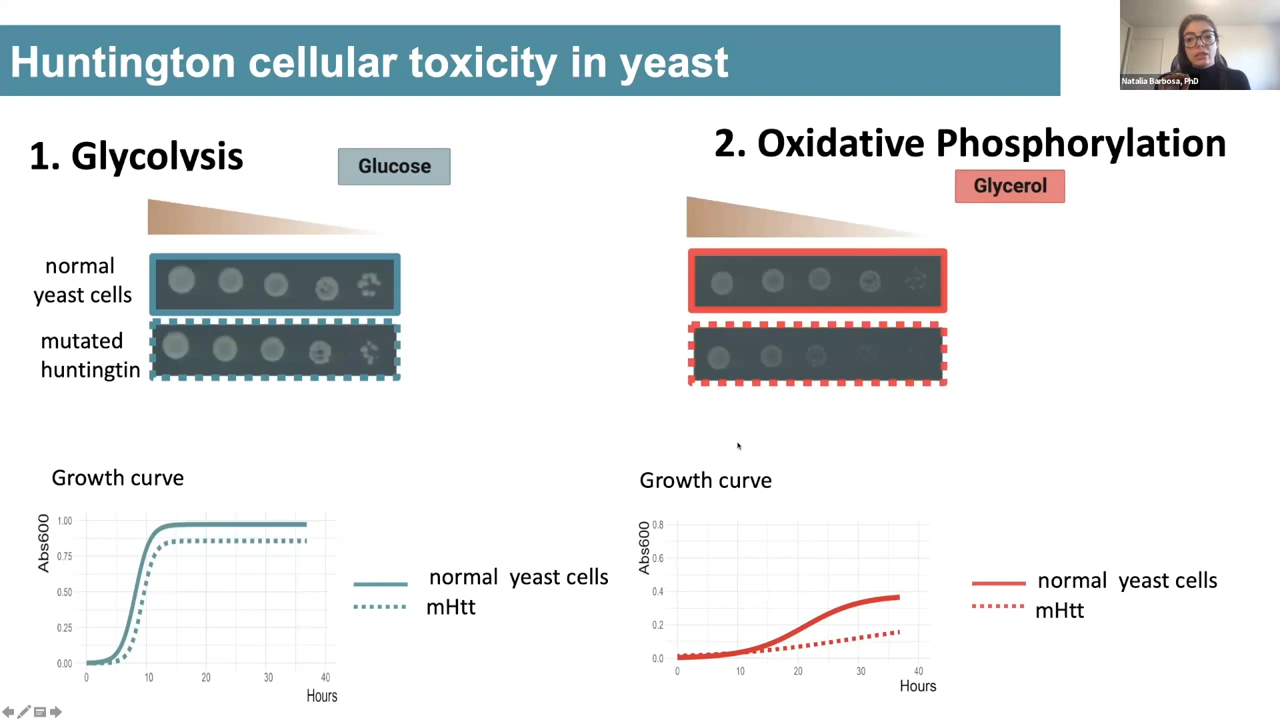 Huntington cellular toxicity in yeast
Natalia Barbosa, PhD
1. Glycolysis
Glucose
normal
yeast cells
mutated
huntingtin
Growth curve
Abs600
1.00
0.75
0.50
0.25
0.00
0
10
20
30
40
Hours
normal yeast cells
mHtt
2. Oxidative Phosphorylation
Glycerol
Growth curve
Abs600
0.8
0.6
0.4
0.2
0.0
0
10
20
30
40
Hours
normal yeast cells
mHtt